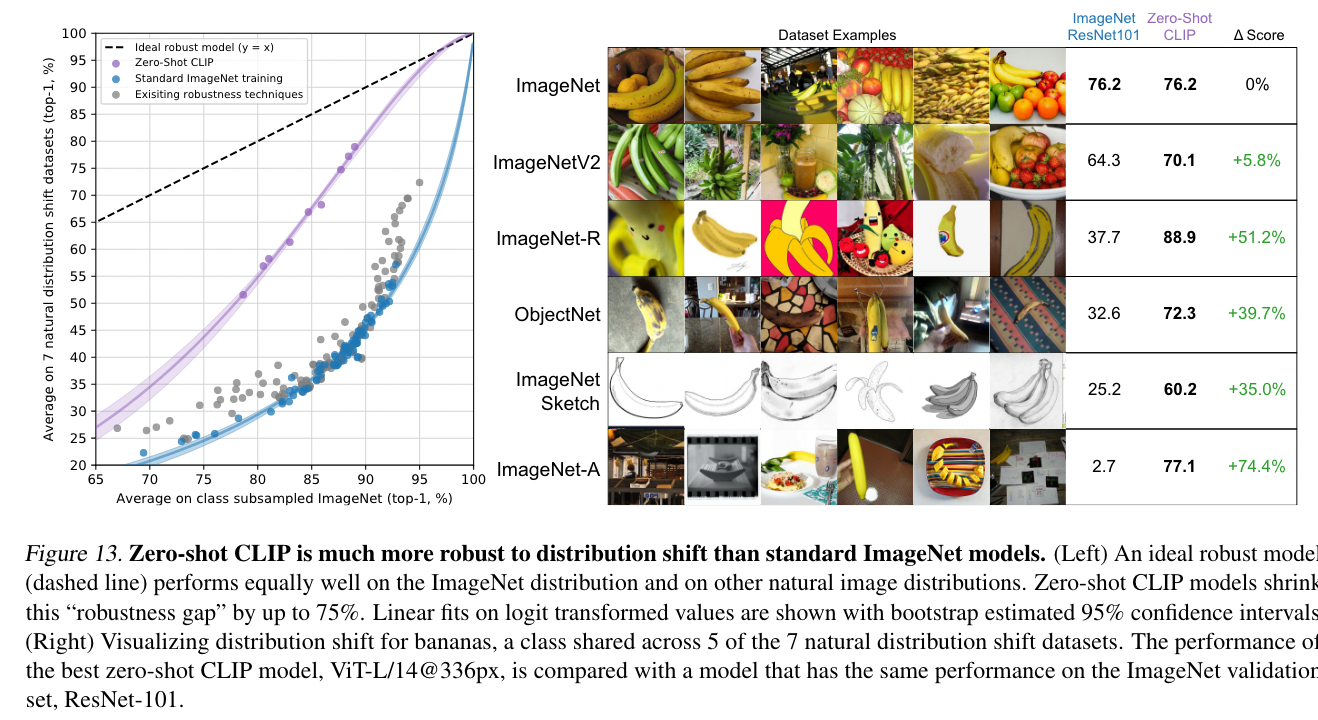 100
95
90
85
80
75
70
65
60
55
50
45
40
35
30
25
20
Average on 7 natural distribution shift datasets (top-1, %)
Ideal robust model (y = x)
Zero-Shot CLIP
Standard ImageNet training
Exisiting robustness techniques
65 70 75 80 85 90 95 100
Average on class subsampled ImageNet (top-1, %)
Dataset Examples
ImageNet
ResNet101
Zero-Shot
CLIP
Δ Score
ImageNet 76.2 76.2 0%
ImageNetV2 64.3 70.1 +5.8%
ImageNet-R 37.7 88.9 +51.2%
ObjectNet 32.6 72.3 +39.7%
ImageNet
Sketch 25.2 60.2 +35.0%
ImageNet-A 2.7 77.1 +74.4%
Figure 13. Zero-shot CLIP is much more robust to distribution shift than standard ImageNet models. (Left) An ideal robust model
(dashed line) performs equally well on the ImageNet distribution and on other natural image distributions. Zero-shot CLIP models shrink
this “robustness gap” by up to 75%. Linear fits on logit transformed values are shown with bootstrap estimated 95% confidence intervals
(Right) Visualizing distribution shift for bananas, a class shared across 5 of the 7 natural distribution shift datasets. The performance of
the best zero-shot CLIP model, ViT-L/14@336px, is compared with a model that has the same performance on the ImageNet validation
set, ResNet-101.